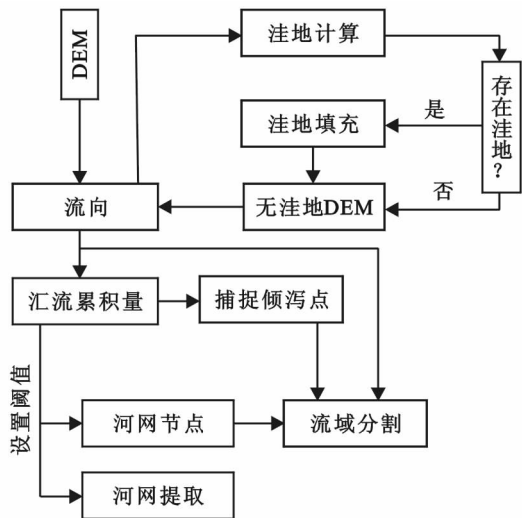 DEM
洼地计算
存在洼地？
是
洼地填充
否
流向
无洼地DEM
汇流累积量
捕捉倾泻点
设置阈值
河网节点
流域分割
河网提取